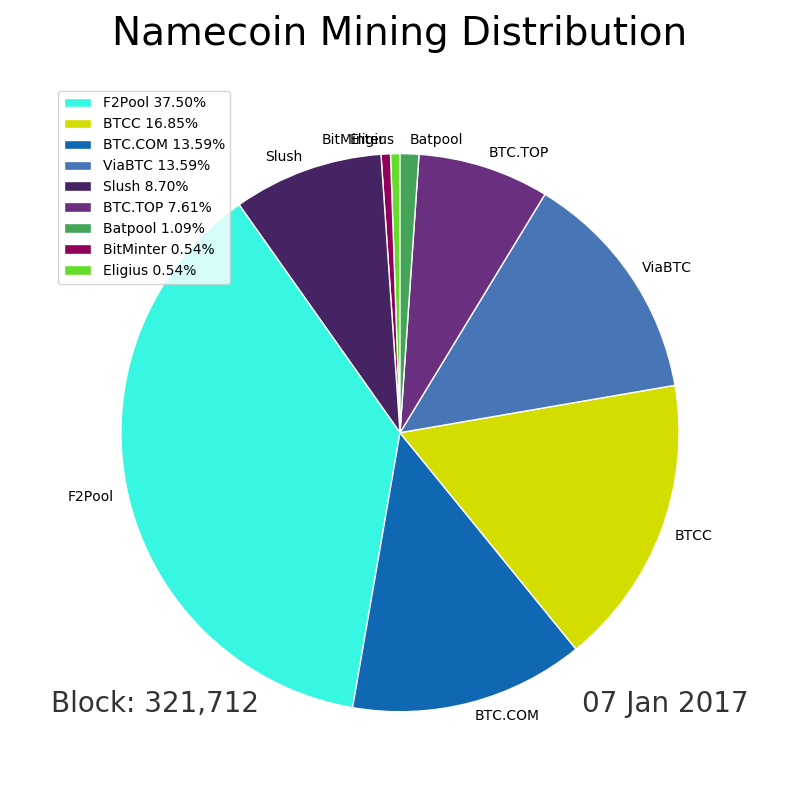 Namecoin Mining Distribution
F2Pool 37.50%
BTCC 16.85%
BTC.COM 13.59%
ViaBTC 13.59%
Slush 8.70%
BTC.TOP 7.61%
Batpool 1.09%
BitMinter 0.54%
Eligius 0.54%
BitMinter
Eligius
Batpool
BTC.TOP
Slush
ViaBTC
F2Pool
BTCC
Block: 321,712
07 Jan 2017
BTC.COM